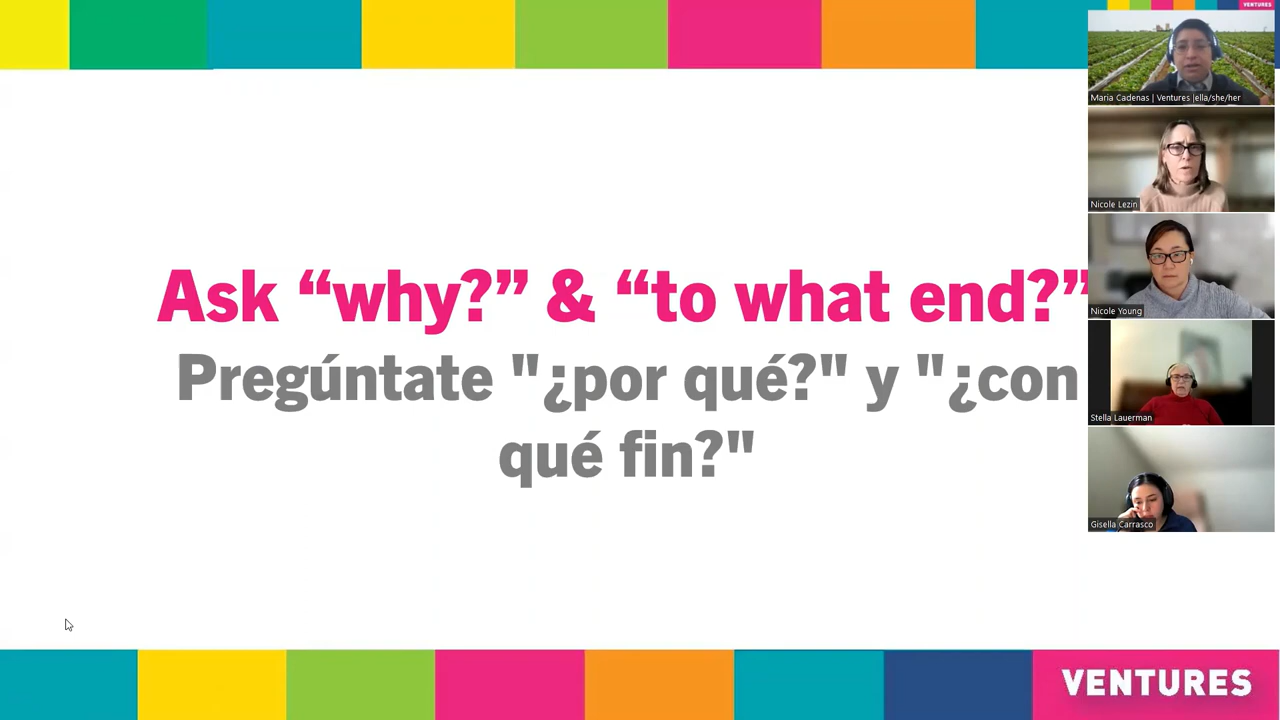 VENTURES
Maria Cadenas | Ventures |ella/she/her
Nicole Lezin
Nicole Young
Stella Lauerman
Gisella Carrasco
Ask “why?” & “to what end?”
Pregúntate "¿por qué?" y "¿con
qué fin?"
VENTURES